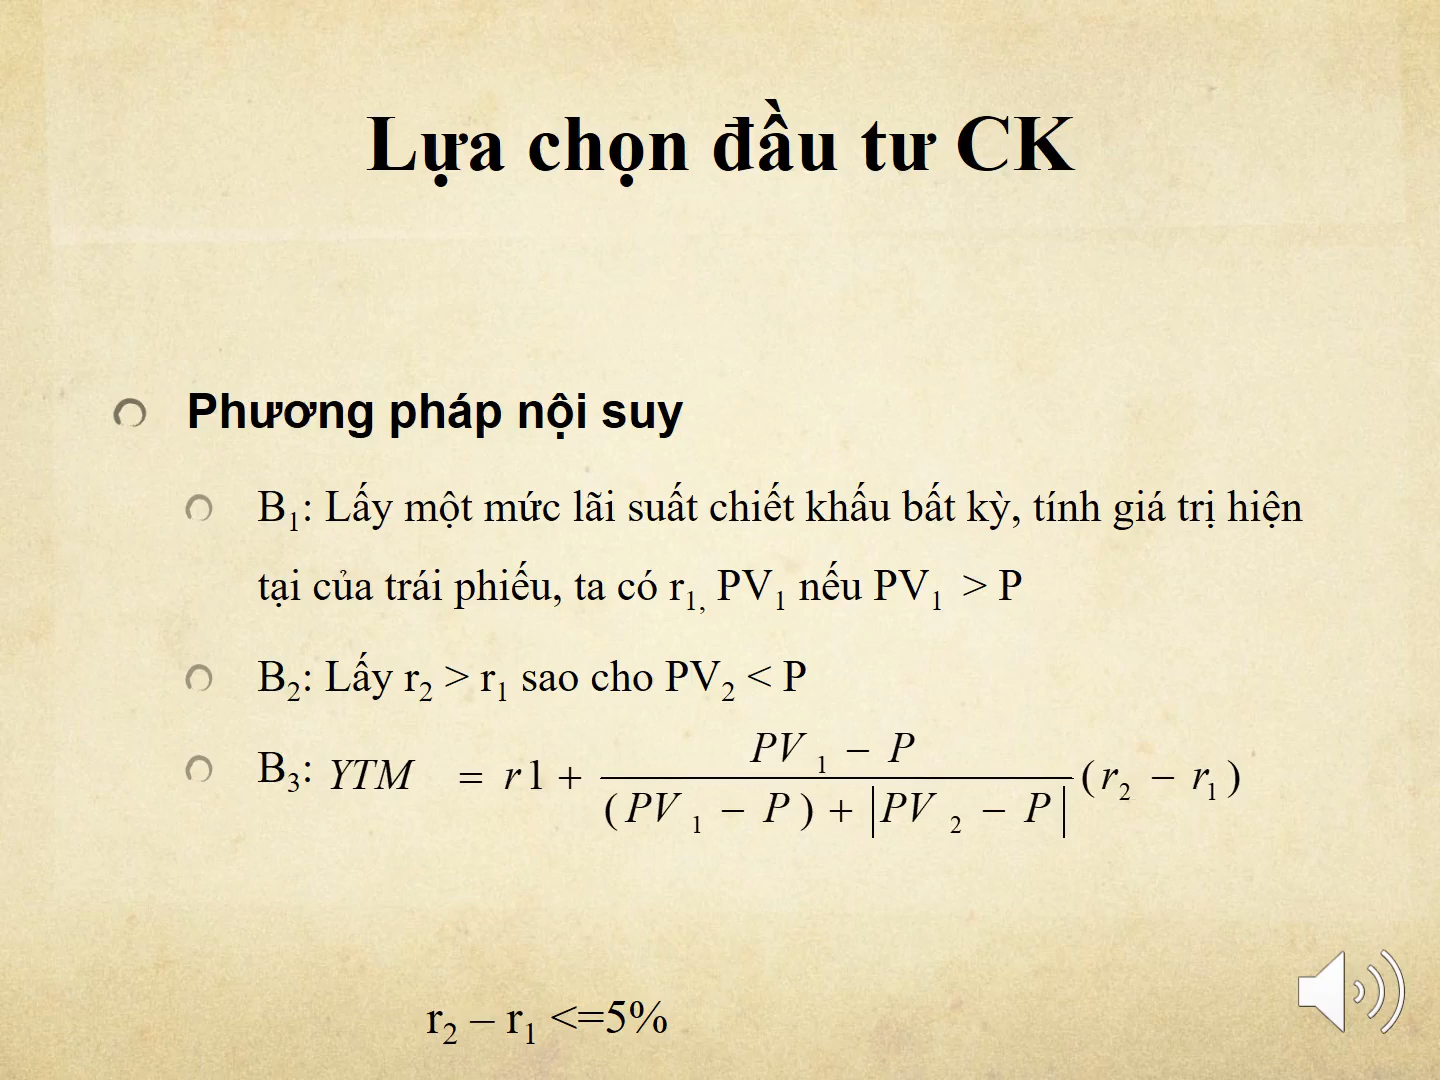 Lựa chọn đầu tư CK
Phương pháp nội suy
B₁: Lấy một mức lãi suất chiết khấu bất kỳ, tính giá trị hiện
tại của trái phiếu, ta có r₁, PV₁ nếu PV₁ > P
B₂: Lấy r₂ > r₁ sao cho PV₂ < P
B₃: YTM = r1 + \frac{PV₁ − P}{(PV₁ − P) + |PV₂ − P|} (r₂ − r₁)
r₂ – r₁ <=5%